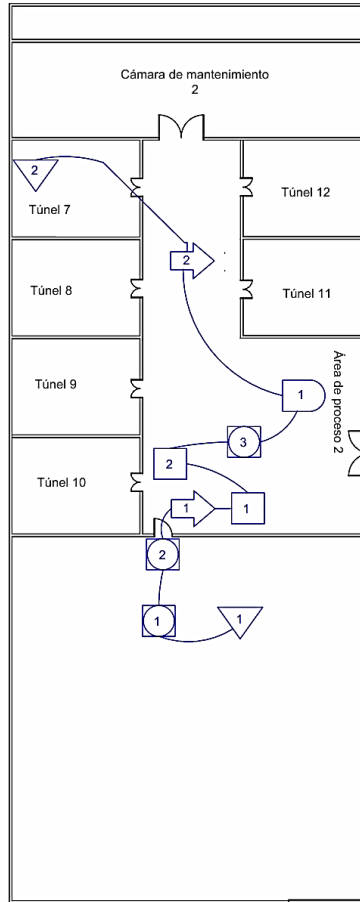 Cámara de mantenimiento
2
2
Túnel 7
Túnel 12
2
Túnel 8
Túnel 11
Área de proceso 2
1
Túnel 9
3
2
Túnel 10
1
1
2
1
1